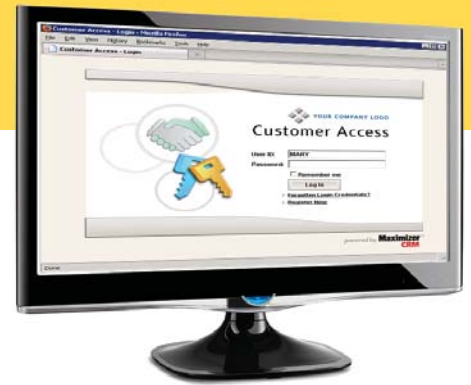 Customer Access - Login - Mozilla Firefox
File Edit View History Bookmarks Tools Help
Customer Access - Login
YOUR COMPANY LOGO
Customer Access
User ID: MARY
Password:
Remember me
Log In
Forgotten Login Credentials?
Register Now
powered by Maximizer CRM
Done